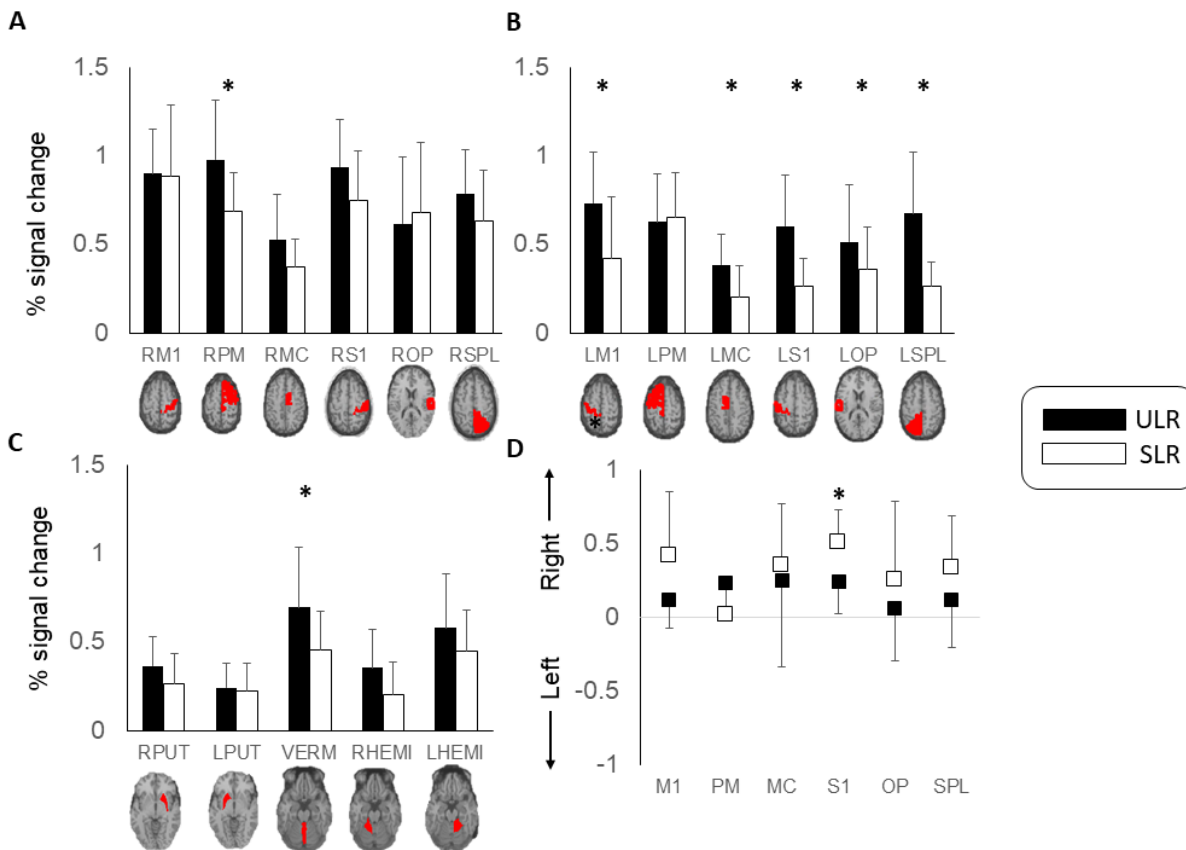 A
1.5
1
0.5
0
% signal change
*
RM1 RPM RMC RS1 ROP RSPL
B
1.5
1
0.5
0
* * * * *
LM1 LPM LMC LS1 LOP LSPL
*
ULR
SLR
C
1.5
1
0.5
0
% signal change
*
RPUT LPUT VERM RHEMI LHEMI
D
1
0.5
0
-0.5
-1
Right
Left
*
M1 PM MC S1 OP SPL